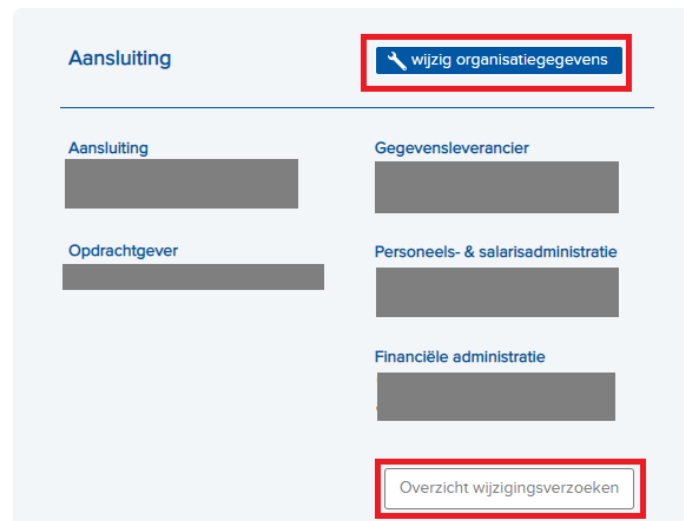 Aansluiting
wijzig organisatiegegevens
Aansluiting
Gegevensleverancier
Opdrachtgever
Personeels- & salarisadministratie
Financiële administratie
Overzicht wijzigingsverzoeken